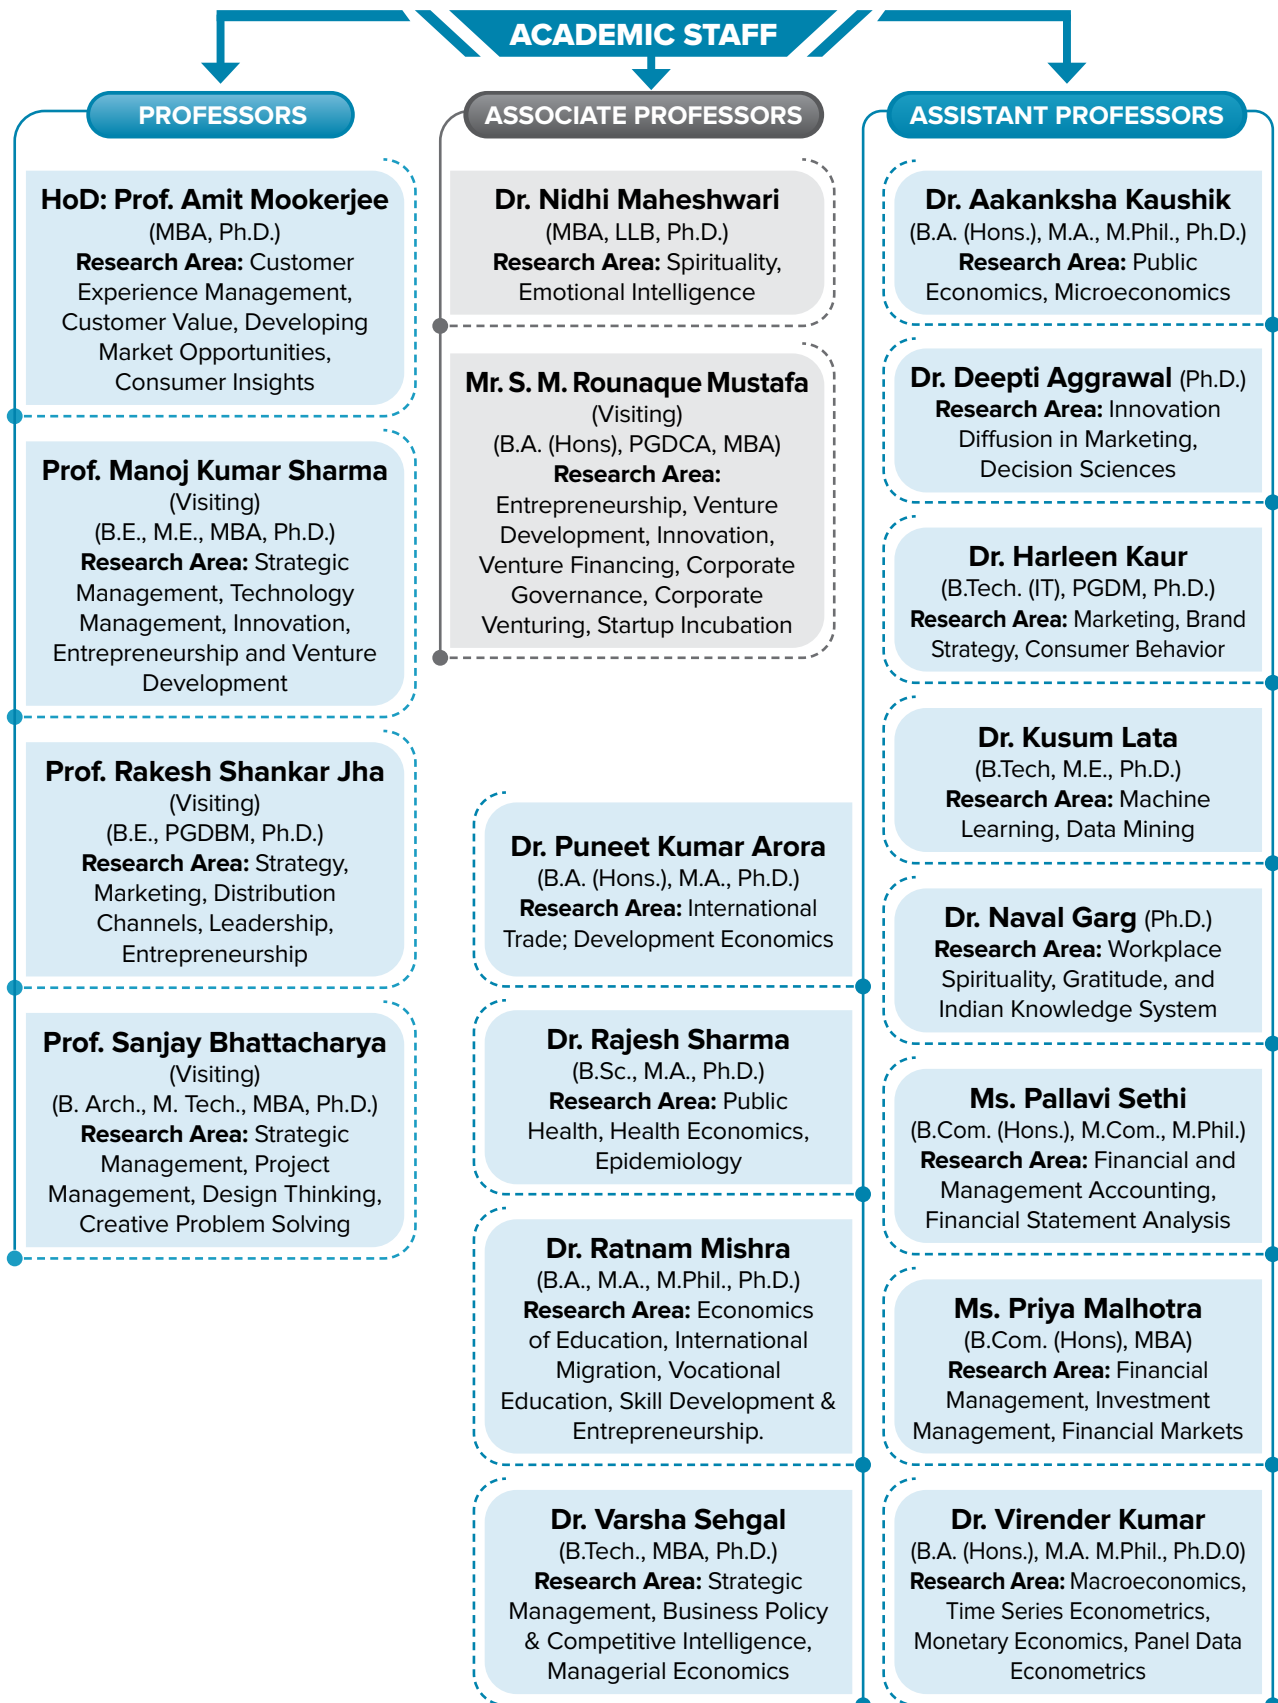 ACADEMIC STAFF
PROFESSORS
HoD: Prof. Amit Mookerjee
(MBA, Ph.D.)
Research Area: Customer
Experience Management,
Customer Value, Developing
Market Opportunities,
Consumer Insights
Prof. Manoj Kumar Sharma
(Visiting)
(B.E., M.E., MBA, Ph.D.)
Research Area: Strategic
Management, Technology
Management, Innovation,
Entrepreneurship and Venture
Development
Prof. Rakesh Shankar Jha
(Visiting)
(B.E., PGDBM, Ph.D.)
Research Area: Strategy,
Marketing, Distribution
Channels, Leadership,
Entrepreneurship
Prof. Sanjay Bhattacharya
(Visiting)
(B. Arch., M. Tech., MBA, Ph.D.)
Research Area: Strategic
Management, Project
Management, Design Thinking,
Creative Problem Solving
ASSOCIATE PROFESSORS
Dr. Nidhi Maheshwari
(MBA, LLB, Ph.D.)
Research Area: Spirituality,
Emotional Intelligence
Mr. S. M. Rounaque Mustafa
(Visiting)
(B.A. (Hons), PGDCA, MBA)
Research Area:
Entrepreneurship, Venture
Development, Innovation,
Venture Financing, Corporate
Governance, Corporate
Venturing, Startup Incubation
ASSISTANT PROFESSORS
Dr. Aakanksha Kaushik
(B.A. (Hons.), M.A., M.Phil., Ph.D.)
Research Area: Public
Economics, Microeconomics
Dr. Deepti Aggrawal (Ph.D.)
Research Area: Innovation
Diffusion in Marketing,
Decision Sciences
Dr. Harleen Kaur
(B.Tech. (IT), PGDM, Ph.D.)
Research Area: Marketing, Brand
Strategy, Consumer Behavior
Dr. Kusum Lata
(B.Tech, M.E., Ph.D.)
Research Area: Machine
Learning, Data Mining
Dr. Naval Garg (Ph.D.)
Research Area: Workplace
Spirituality, Gratitude, and
Indian Knowledge System
Ms. Pallavi Sethi
(B.Com. (Hons.), M.Com., M.Phil.)
Research Area: Financial and
Management Accounting,
Financial Statement Analysis
Ms. Priya Malhotra
(B.Com. (Hons), MBA)
Research Area: Financial
Management, Investment
Management, Financial Markets
Dr. Virender Kumar
(B.A. (Hons.), M.A. M.Phil., Ph.D.0)
Research Area: Macroeconomics,
Time Series Econometrics,
Monetary Economics, Panel Data
Econometrics
Dr. Puneet Kumar Arora
(B.A. (Hons.), M.A., Ph.D.)
Research Area: International
Trade; Development Economics
Dr. Rajesh Sharma
(B.Sc., M.A., Ph.D.)
Research Area: Public
Health, Health Economics,
Epidemiology
Dr. Ratnam Mishra
(B.A., M.A., M.Phil., Ph.D.)
Research Area: Economics
of Education, International
Migration, Vocational
Education, Skill Development &
Entrepreneurship.
Dr. Varsha Sehgal
(B.Tech., MBA, Ph.D.)
Research Area: Strategic
Management, Business Policy
& Competitive Intelligence,
Managerial Economics